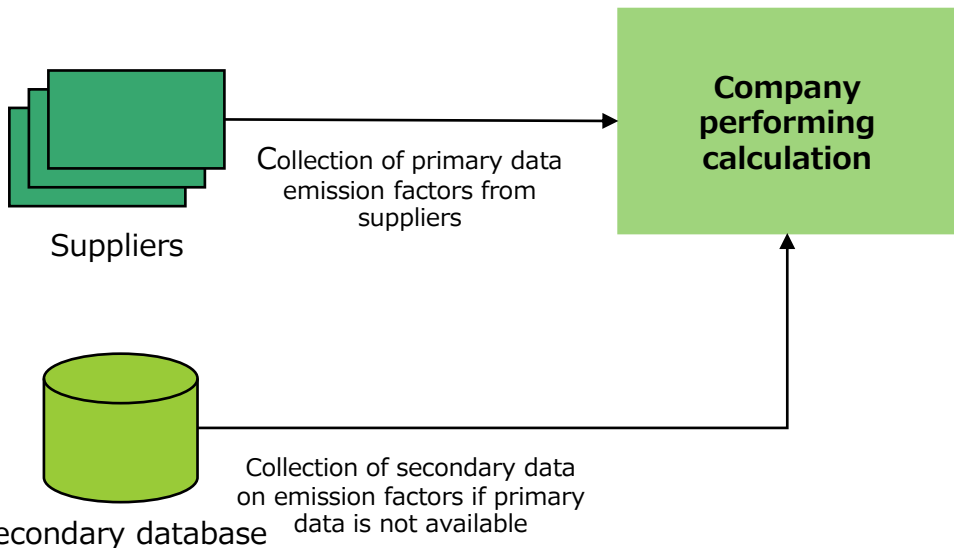 Company
performing
calculation
Collection of primary data
emission factors from
suppliers
Suppliers
Collection of secondary data
on emission factors if primary
data is not available
econdary database